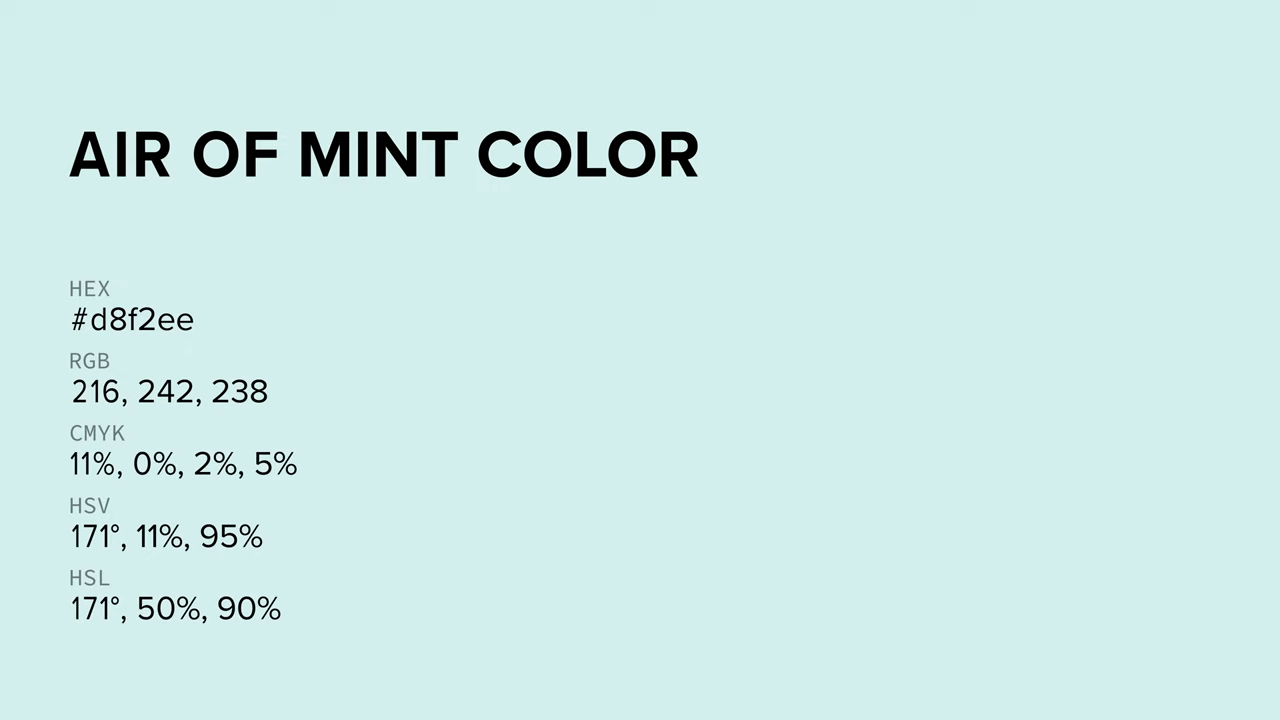 AIR OF MINT COLOR
HEX
#d8f2ee
RGB
216, 242, 238
CMYK
11%, 0%, 2%, 5%
HSV
171°, 11%, 95%
HSL
171°, 50%, 90%